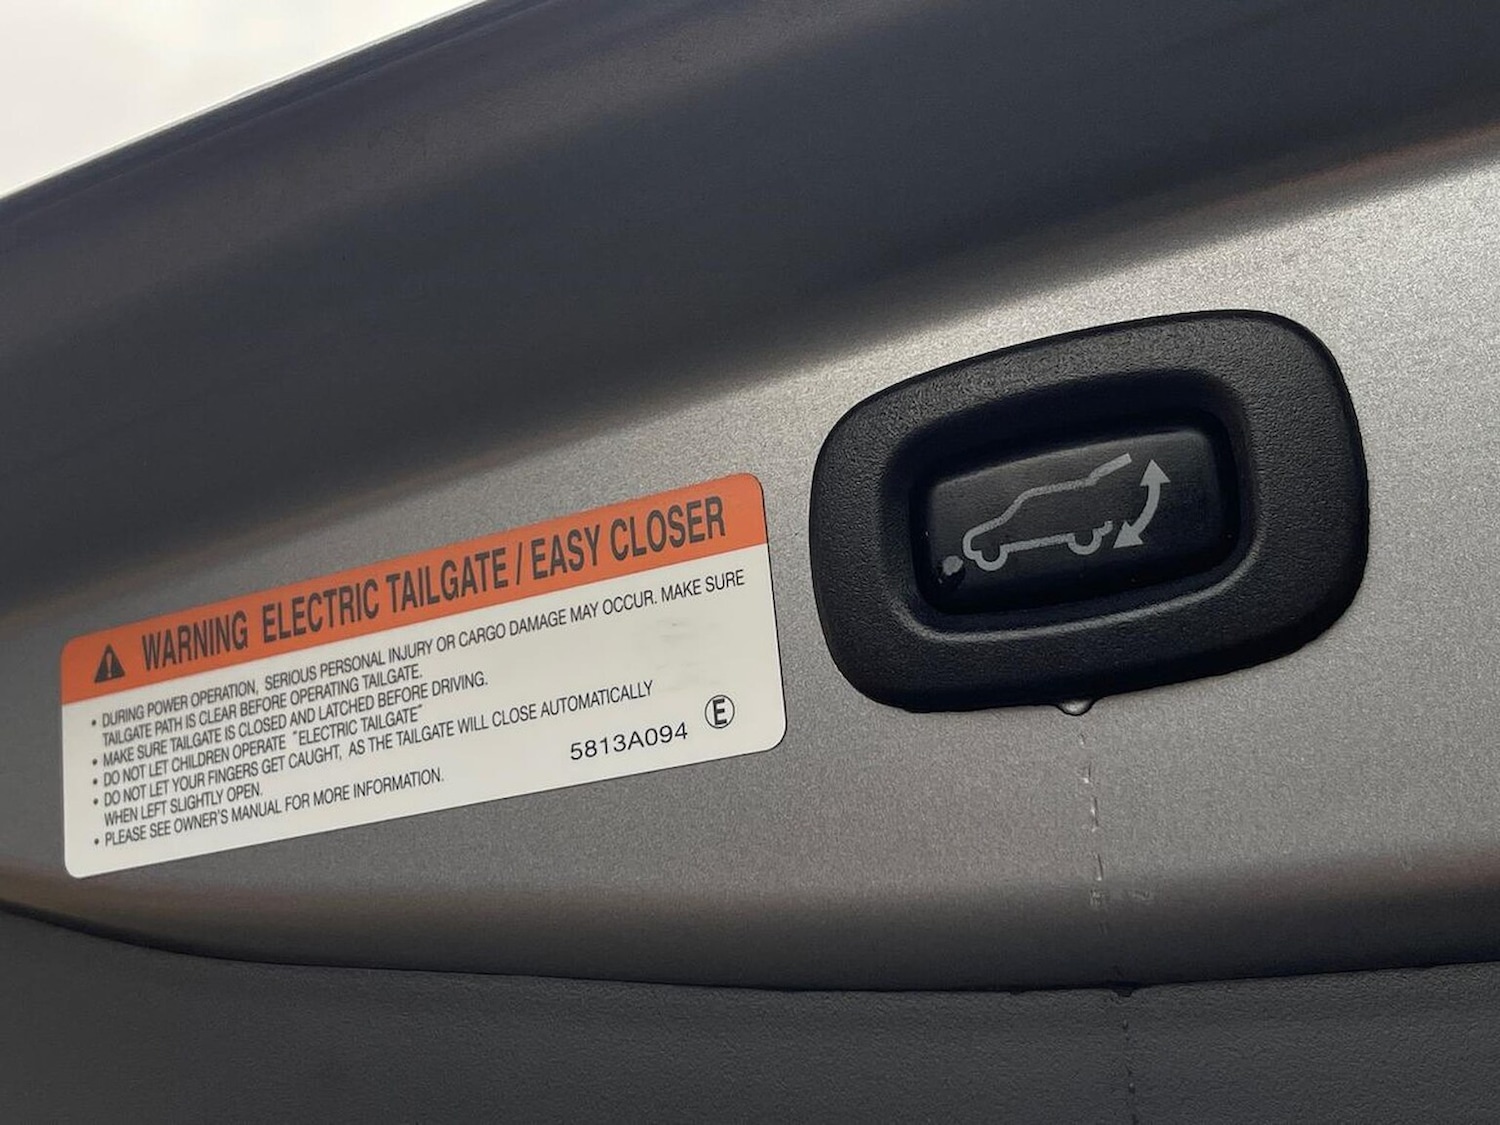 WARNING ELECTRIC TAILGATE / EASY CLOSER
• DURING POWER OPERATION, SERIOUS PERSONAL INJURY OR CARGO DAMAGE MAY OCCUR. MAKE SURE
TAILGATE PATH IS CLEAR BEFORE OPERATING TAILGATE.
• MAKE SURE TAILGATE IS CLOSED AND LATCHED BEFORE DRIVING.
• DO NOT LET CHILDREN OPERATE "ELECTRIC TAILGATE"
• DO NOT LET YOUR FINGERS GET CAUGHT, AS THE TAILGATE WILL CLOSE AUTOMATICALLY
WHEN LEFT SLIGHTLY OPEN.
• PLEASE SEE OWNER'S MANUAL FOR MORE INFORMATION.
5813A094 Ⓔ